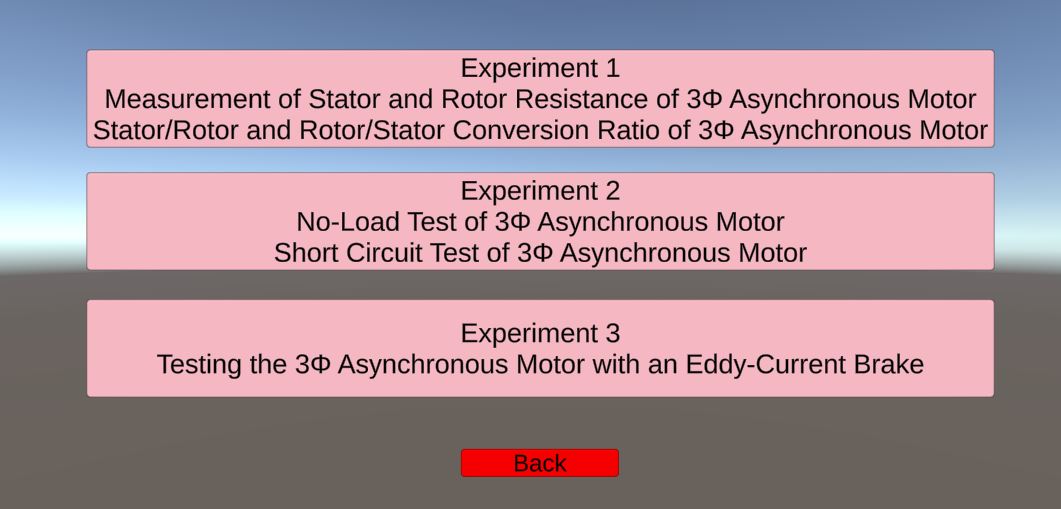 Experiment 1
Measurement of Stator and Rotor Resistance of 3Φ Asynchronous Motor
Stator/Rotor and Rotor/Stator Conversion Ratio of 3Φ Asynchronous Motor
Experiment 2
No-Load Test of 3Φ Asynchronous Motor
Short Circuit Test of 3Φ Asynchronous Motor
Experiment 3
Testing the 3Φ Asynchronous Motor with an Eddy-Current Brake
Back